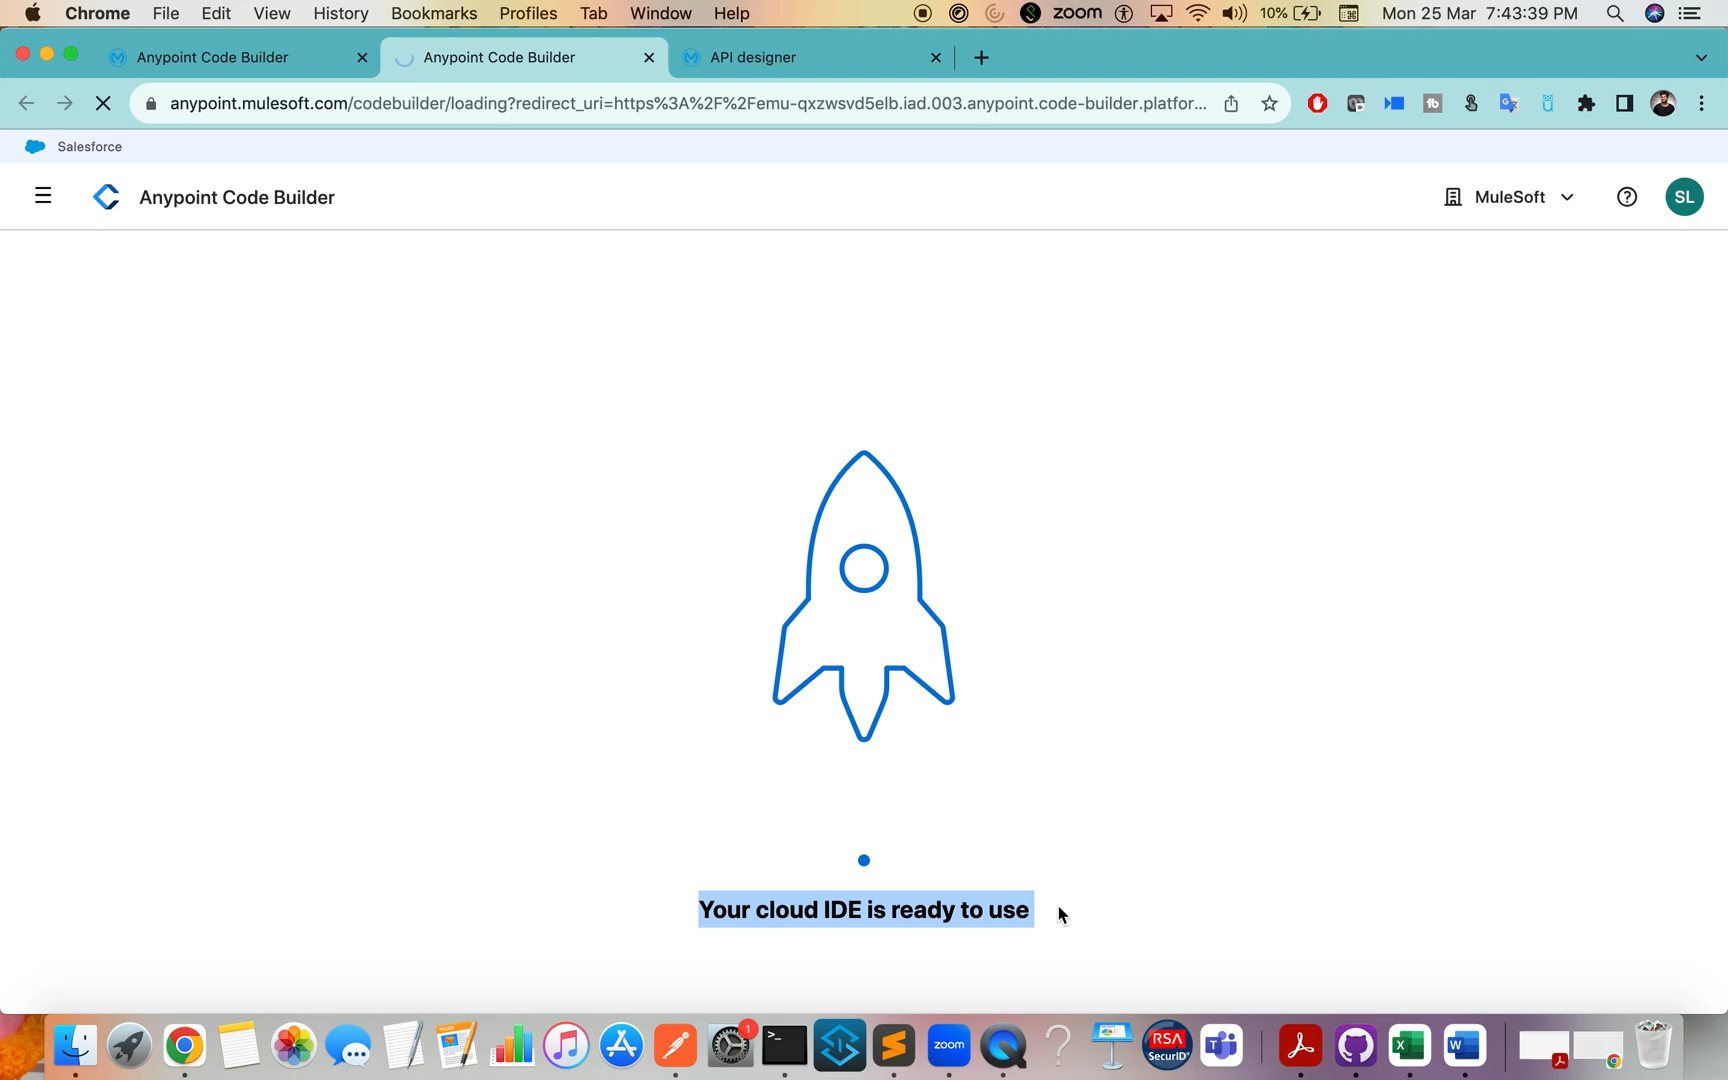 Chrome File Edit View History Bookmarks Profiles Tab Window Help zoom 10% Mon 25 Mar 7:43:39 PM
Anypoint Code Builder Anypoint Code Builder API designer
anypoint.mulesoft.com/codebuilder/loading?redirect_uri=https%3A%2F%2Femu-qxzwsvd5elb.iad.003.anypoint.code-builder.platfor...
Salesforce
Anypoint Code Builder MuleSoft SL
Your cloud IDE is ready to use
1 zoom RSA SecurID